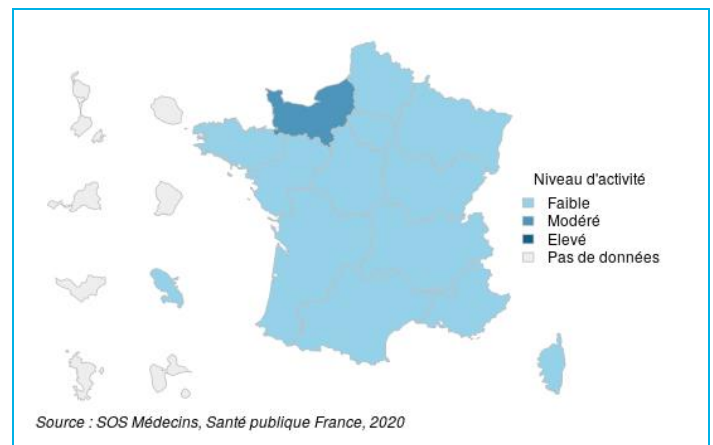 Niveau d'activité
Faible
Modéré
Elevé
Pas de données
Source : SOS Médecins, Santé publique France, 2020